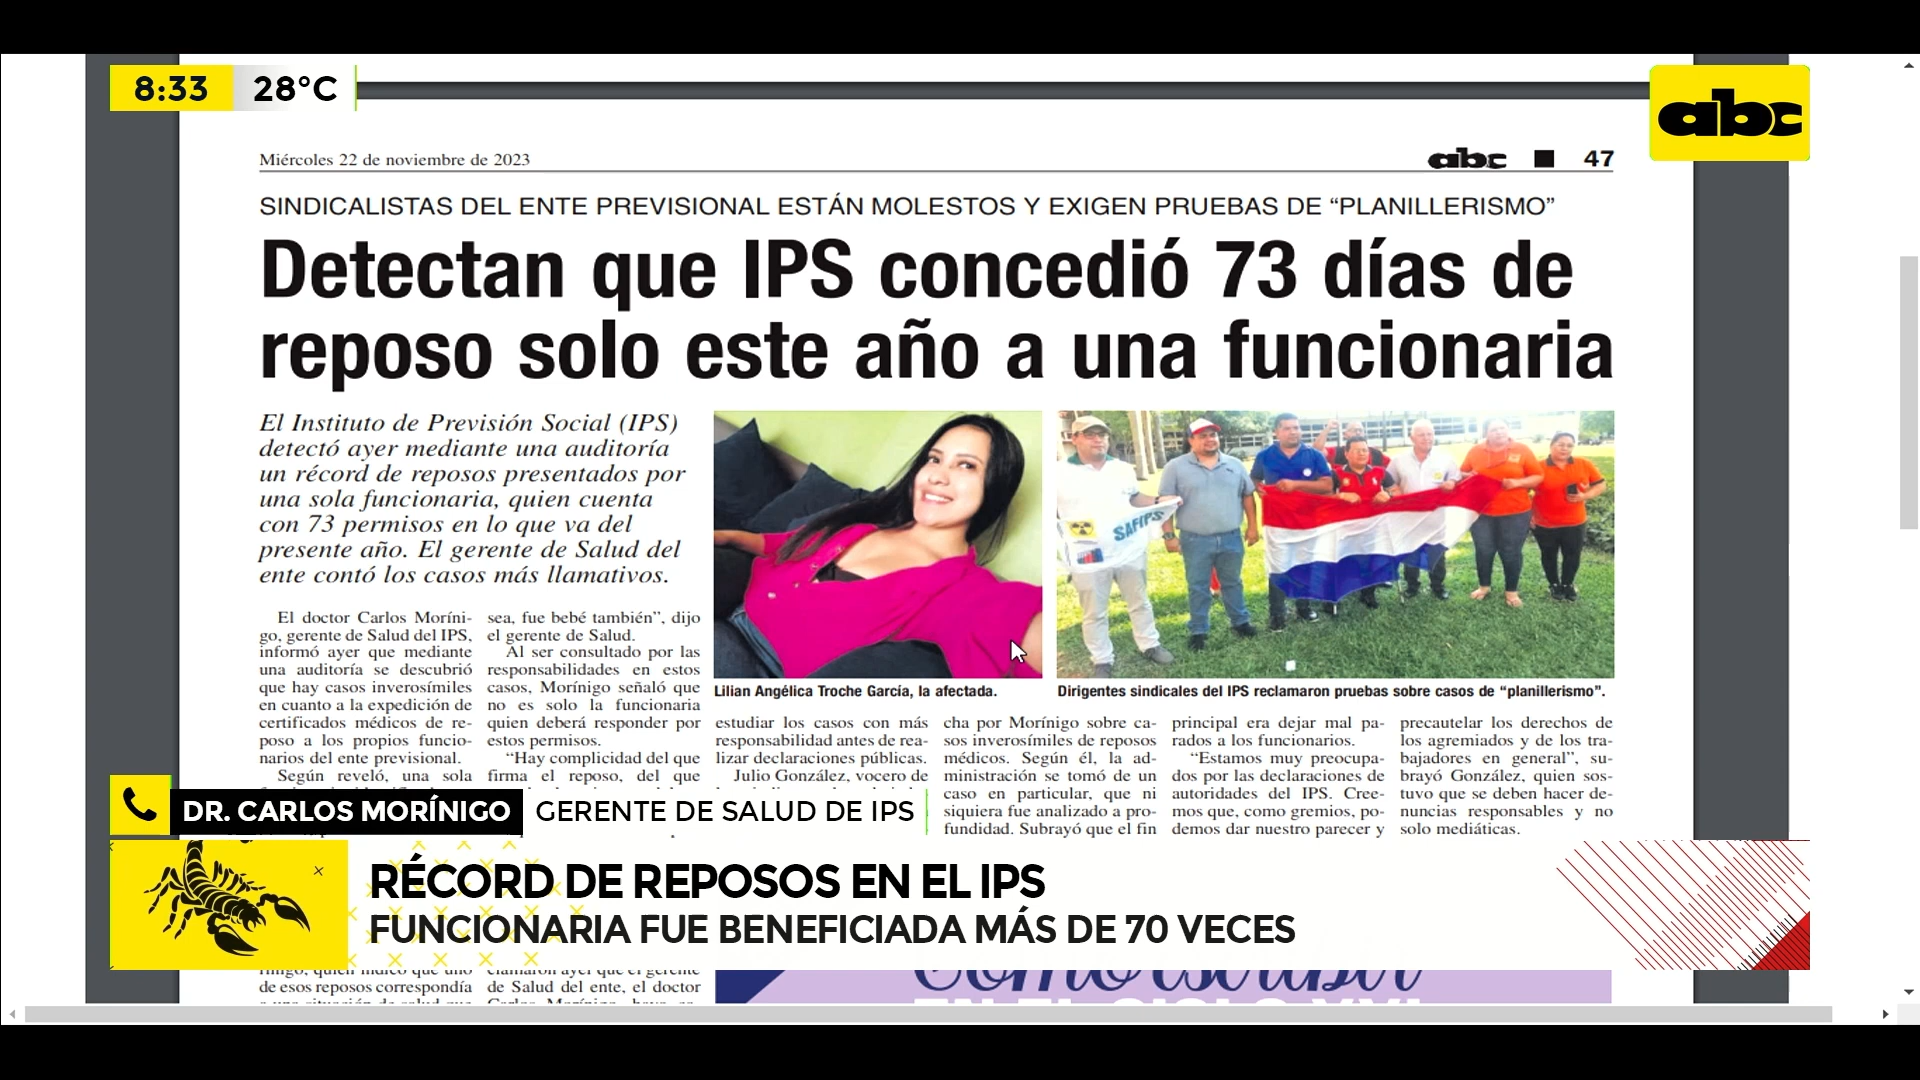 8:33 28°C
abc
Miércoles 22 de noviembre de 2023
abc 47
SINDICALISTAS DEL ENTE PREVISIONAL ESTÁN MOLESTOS Y EXIGEN PRUEBAS DE “PLANILLERISMO”
Detectan que IPS concedió 73 días de
reposo solo este año a una funcionaria
El Instituto de Previsión Social (IPS)
detectó ayer mediante una auditoría
un récord de reposos presentados por
una sola funcionaria, quien cuenta
con 73 permisos en lo que va del
presente año. El gerente de Salud del
ente contó los casos más llamativos.
El doctor Carlos Moríni-
go, gerente de Salud del IPS,
informó ayer que mediante
una auditoría se descubrió
que hay casos inverosímiles
en cuanto a la expedición de
certificados médicos de re-
poso a los propios funcio-
narios del ente previsional.
Según reveló, una sola
sea, fue bebé también”, dijo
el gerente de Salud.
Al ser consultado por las
responsabilidades en estos
casos, Morínigo señaló que
no es solo la funcionaria
quien deberá responder por
estos permisos.
“Hay complicidad del que
firma el reposo, del que
SAFIPS
Lilian Angélica Troche García, la afectada.
Dirigentes sindicales del IPS reclamaron pruebas sobre casos de “planillerismo”.
estudiar los casos con más
responsabilidad antes de rea-
lizar declaraciones públicas.
Julio González, vocero de
cha por Morínigo sobre ca-
sos inverosímiles de reposos
médicos. Según él, la ad-
ministración se tomó de un
caso en particular, que ni
siquiera fue analizado a pro-
fundidad. Subrayó que el fin
principal era dejar mal pa-
rados a los funcionarios.
“Estamos muy preocupa-
dos por las declaraciones de
autoridades del IPS. Cree-
mos que, como gremios, po-
demos dar nuestro parecer y
precautelar los derechos de
los agremiados y de los tra-
bajadores en general”, su-
brayó González, quien sos-
tuvo que se deben hacer de-
nuncias responsables y no
solo mediáticas.
DR. CARLOS MORÍNIGO GERENTE DE SALUD DE IPS
RÉCORD DE REPOSOS EN EL IPS
FUNCIONARIA FUE BENEFICIADA MÁS DE 70 VECES
ringo, quien indicó que uno
de esos reposos correspondía
clamaron ayer que el gerente
de Salud del ente, el doctor